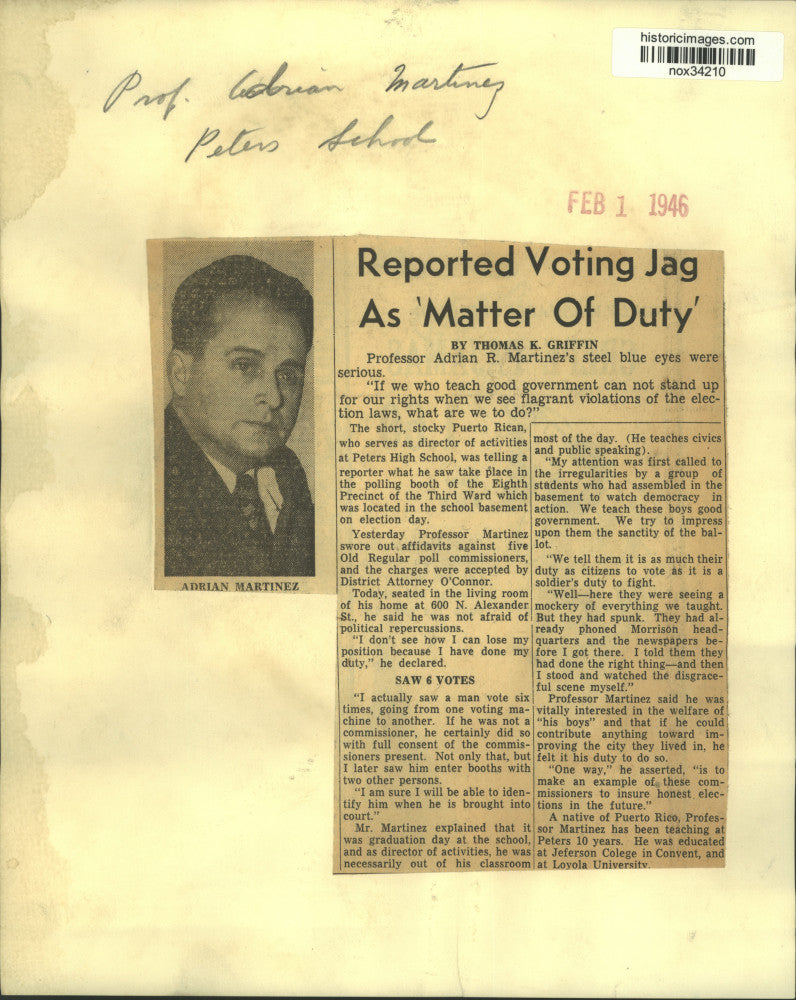 historicimages.com
nox34210
Prof. Adrian Martinez
Peters School
FEB 1 1946
Reported Voting Jag
As 'Matter Of Duty'
BY THOMAS K. GRIFFIN
Professor Adrian R. Martinez's steel blue eyes were
serious.
"If we who teach good government can not stand up
for our rights when we see flagrant violations of the elec-
tion laws, what are we to do?"
ADRIAN MARTINEZ
The short, stocky Puerto Rican,
who serves as director of activities
at Peters High School, was telling a
reporter what he saw take place in
the polling booth of the Eighth
Precinct of the Third Ward which
was located in the school basement
on election day.
Yesterday Professor Martinez
swore out affidavits against five
Old Regular poll commissioners,
and the charges were accepted by
District Attorney O'Connor.
Today, seated in the living room
of his home at 600 N. Alexander
St., he said he was not afraid of
political repercussions.
"I don't see how I can lose my
position because I have done my
duty," he declared.
SAW 6 VOTES
"I actually saw a man vote six
times, going from one voting ma-
chine to another. If he was not a
commissioner, he certainly did so
with full consent of the commis-
sioners present. Not only that, but
I later saw him enter booths with
two other persons.
"I am sure I will be able to iden-
tify him when he is brought into
court."
Mr. Martinez explained that it
was graduation day at the school,
and as director of activities, he was
necessarily out of his classroom
most of the day. (He teaches civics
and public speaking).
"My attention was first called to
the irregularities by a group of
students who had assembled in the
basement to watch democracy in
action. We teach these boys good
government. We try to impress
upon them the sanctity of the bal-
lot.
"We tell them it is as much their
duty as citizens to vote as it is a
soldier's duty to fight.
"Well—here they were seeing a
mockery of everything we taught.
But they had spunk. They had al-
ready phoned Morrison head-
quarters and the newspapers be-
fore I got there. I told them they
had done the right thing—and then
I stood and watched the disgrace-
ful scene myself."
Professor Martinez said he was
vitally interested in the welfare of
"his boys" and that if he could
contribute anything toward im-
proving the city they lived in, he
felt it his duty to do so.
"One way," he asserted, "is to
make an example of these com-
missioners to insure honest elec-
tions in the future."
A native of Puerto Rico, Profes-
sor Martinez has been teaching at
Peters 10 years. He was educated
at Jeferson Colege in Convent, and
at Loyola University.